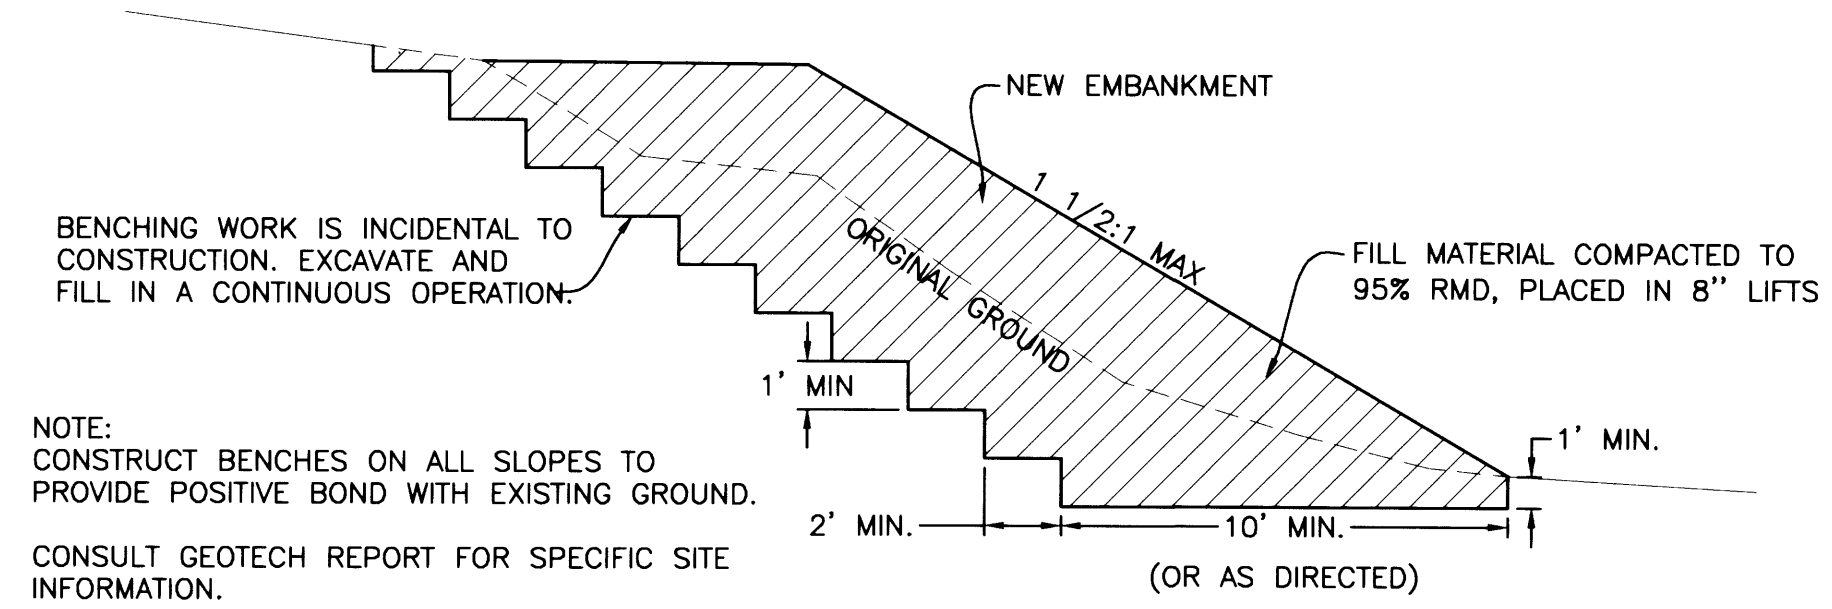 NEW EMBANKMENT
1 1/2:1 MAX
BENCHING WORK IS INCIDENTAL TO
CONSTRUCTION. EXCAVATE AND
FILL IN A CONTINUOUS OPERATION.
ORIGINAL GROUND
FILL MATERIAL COMPACTED TO
95% RMD, PLACED IN 8" LIFTS
1' MIN
1' MIN.
NOTE:
CONSTRUCT BENCHES ON ALL SLOPES TO
PROVIDE POSITIVE BOND WITH EXISTING GROUND.
CONSULT GEOTECH REPORT FOR SPECIFIC SITE
INFORMATION.
2' MIN.
10' MIN.
(OR AS DIRECTED)